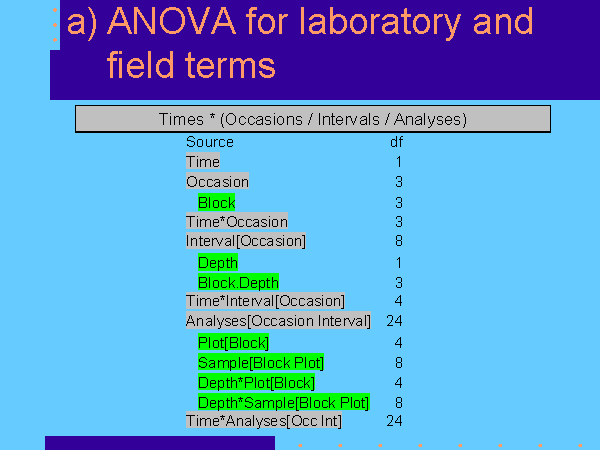 a) ANOVA for laboratory and
field terms
Times * (Occasions / Intervals / Analyses)
Source df
Time 1
Occasion 3
Block 3
Time*Occasion 3
Interval[Occasion] 8
Depth 1
Block.Depth 3
Time*Interval[Occasion] 4
Analyses[Occasion Interval] 24
Plot[Block] 4
Sample[Block Plot] 8
Depth*Plot[Block] 4
Depth*Sample[Block Plot] 8
Time*Analyses[Occ Int] 24